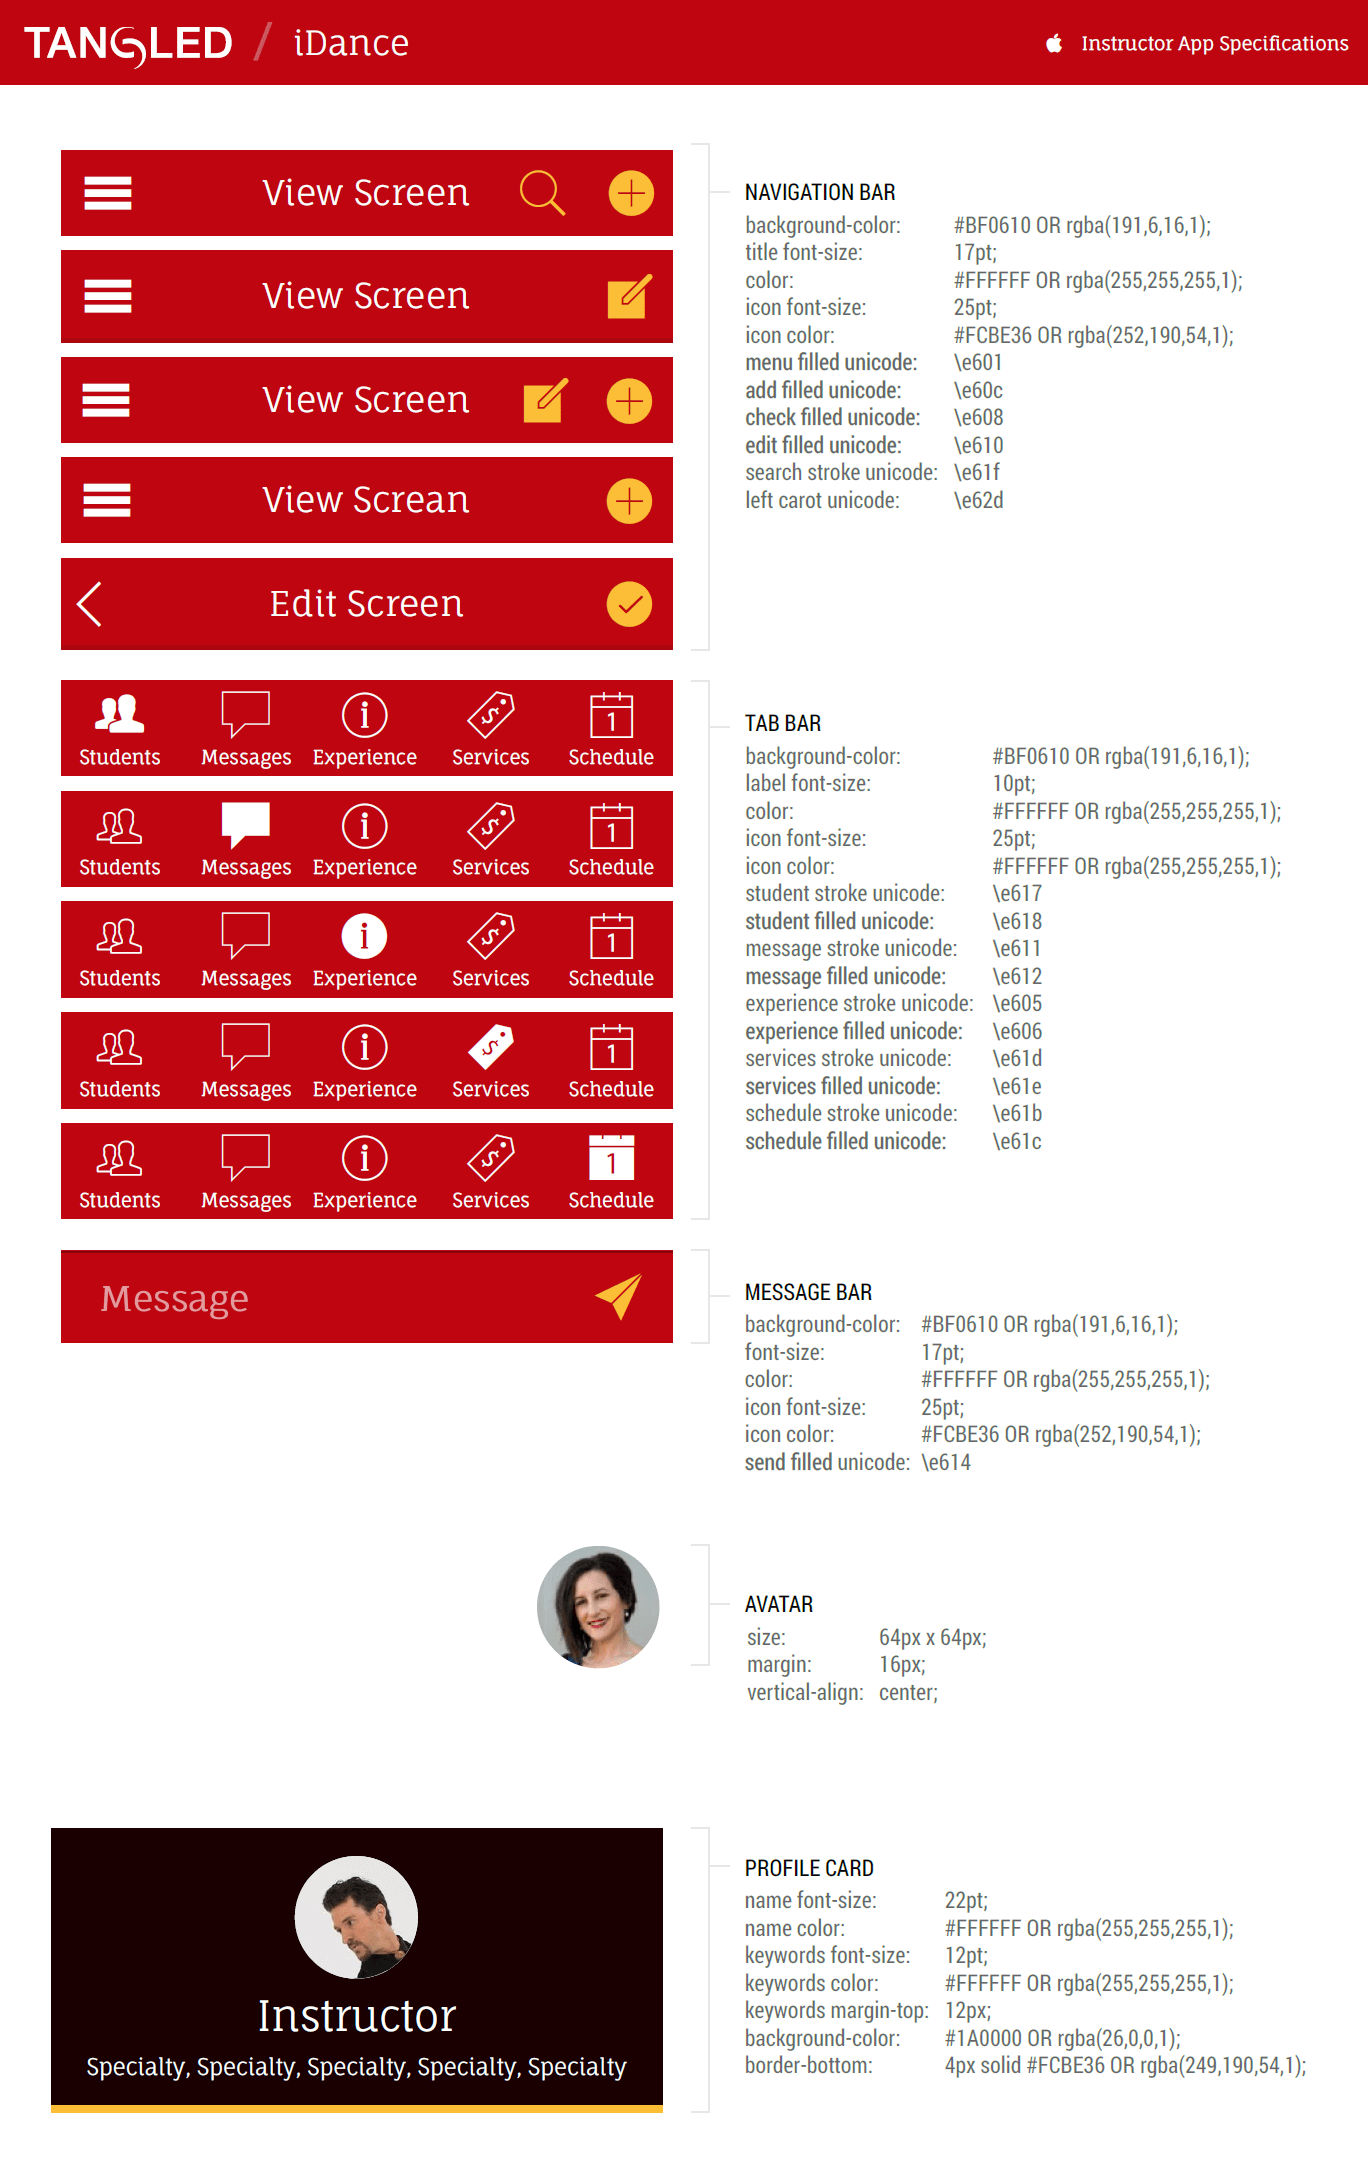 TANGLED / iDance
Instructor App Specifications
View Screen
View Screen
View Screen
View Screan
Edit Screen
NAVIGATION BAR
background-color: #BF0610 OR rgba(191,6,16,1);
title font-size: 17pt;
color: #FFFFFF OR rgba(255,255,255,1);
icon font-size: 25pt;
icon color: #FCBE36 OR rgba(252,190,54,1);
menu filled unicode: \e601
add filled unicode: \e60c
check filled unicode: \e608
edit filled unicode: \e610
search stroke unicode: \e61f
left carot unicode: \e62d
1
Students Messages Experience Services Schedule
1
Students Messages Experience Services Schedule
1
Students Messages Experience Services Schedule
1
Students Messages Experience Services Schedule
1
Students Messages Experience Services Schedule
TAB BAR
background-color: #BF0610 OR rgba(191,6,16,1);
label font-size: 10pt;
color: #FFFFFF OR rgba(255,255,255,1);
icon font-size: 25pt;
icon color: #FFFFFF OR rgba(255,255,255,1);
student stroke unicode: \e617
student filled unicode: \e618
message stroke unicode: \e611
message filled unicode: \e612
experience stroke unicode: \e605
experience filled unicode: \e606
services stroke unicode: \e61d
services filled unicode: \e61e
schedule stroke unicode: \e61b
schedule filled unicode: \e61c
Message
MESSAGE BAR
background-color: #BF0610 OR rgba(191,6,16,1);
font-size: 17pt;
color: #FFFFFF OR rgba(255,255,255,1);
icon font-size: 25pt;
icon color: #FCBE36 OR rgba(252,190,54,1);
send filled unicode: \e614
AVATAR
size: 64px x 64px;
margin: 16px;
vertical-align: center;
Instructor
Specialty, Specialty, Specialty, Specialty, Specialty
PROFILE CARD
name font-size: 22pt;
name color: #FFFFFF OR rgba(255,255,255,1);
keywords font-size: 12pt;
keywords color: #FFFFFF OR rgba(255,255,255,1);
keywords margin-top: 12px;
background-color: #1A0000 OR rgba(26,0,0,1);
border-bottom: 4px solid #FCBE36 OR rgba(249,190,54,1);